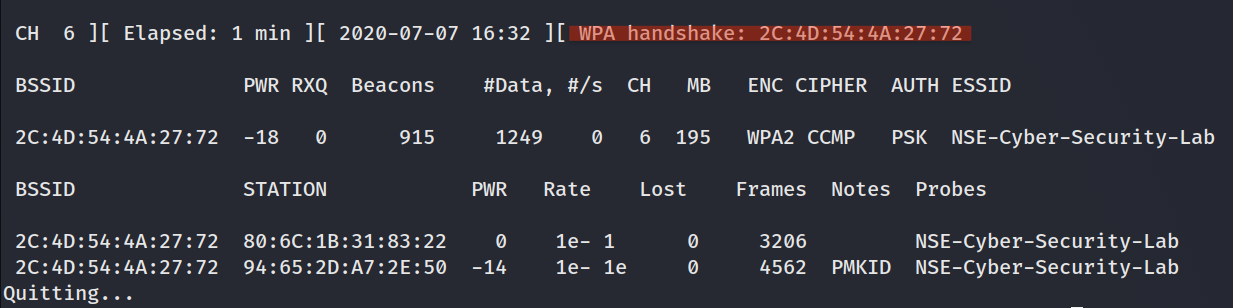 CH 6 ][ Elapsed: 1 min ][ 2020-07-07 16:32 ][ WPA handshake: 2C:4D:54:4A:27:72
BSSID PWR RXQ Beacons #Data, #/s CH MB ENC CIPHER AUTH ESSID
2C:4D:54:4A:27:72 -18 0 915 1249 0 6 195 WPA2 CCMP PSK NSE-Cyber-Security-Lab
BSSID STATION PWR Rate Lost Frames Notes Probes
2C:4D:54:4A:27:72 80:6C:1B:31:83:22 0 1e- 1 0 3206 NSE-Cyber-Security-Lab
2C:4D:54:4A:27:72 94:65:2D:A7:2E:50 -14 1e- 1e 0 4562 PMKID NSE-Cyber-Security-Lab
Quitting...